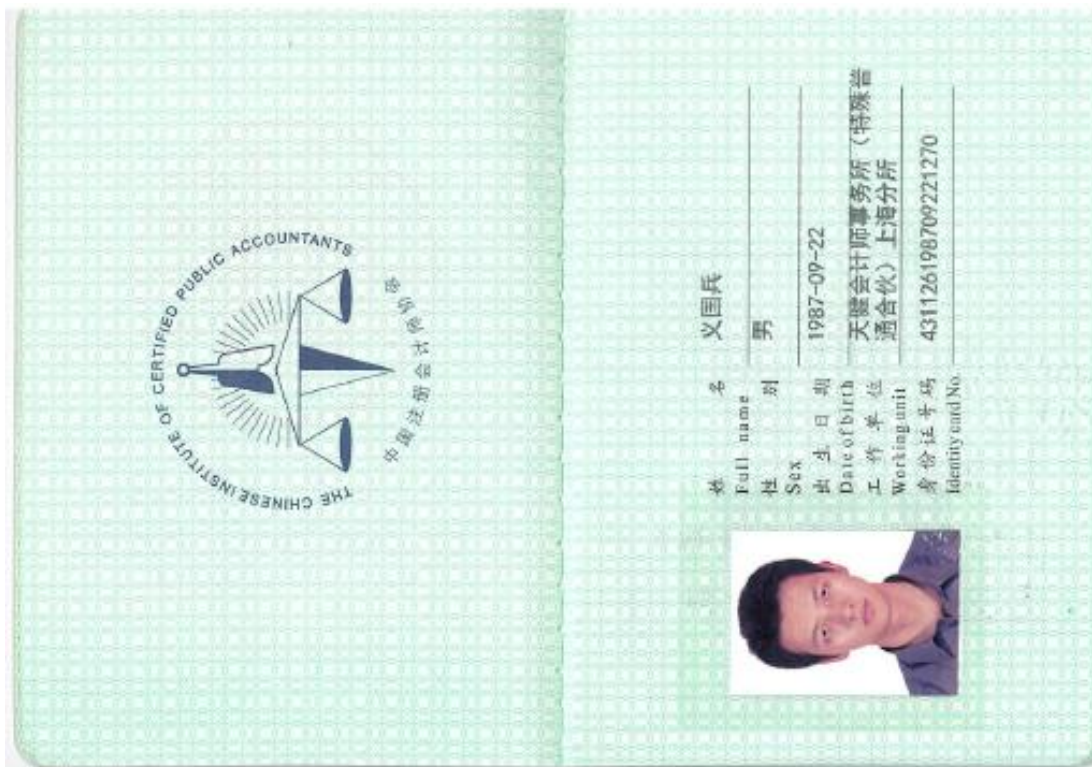 THE CHINESE INSTITUTE OF CERTIFIED PUBLIC ACCOUNTANTS
中国注册会计师协会
姓 名 义国兵
Full name
性 别 男
Sex
出 生 日 期 1987-09-22
Date of birth
工 作 单 位 天健会计师事务所（特殊普
通合伙）上海分所
Working unit
身份证号码 431126198709221270
Identity card No.